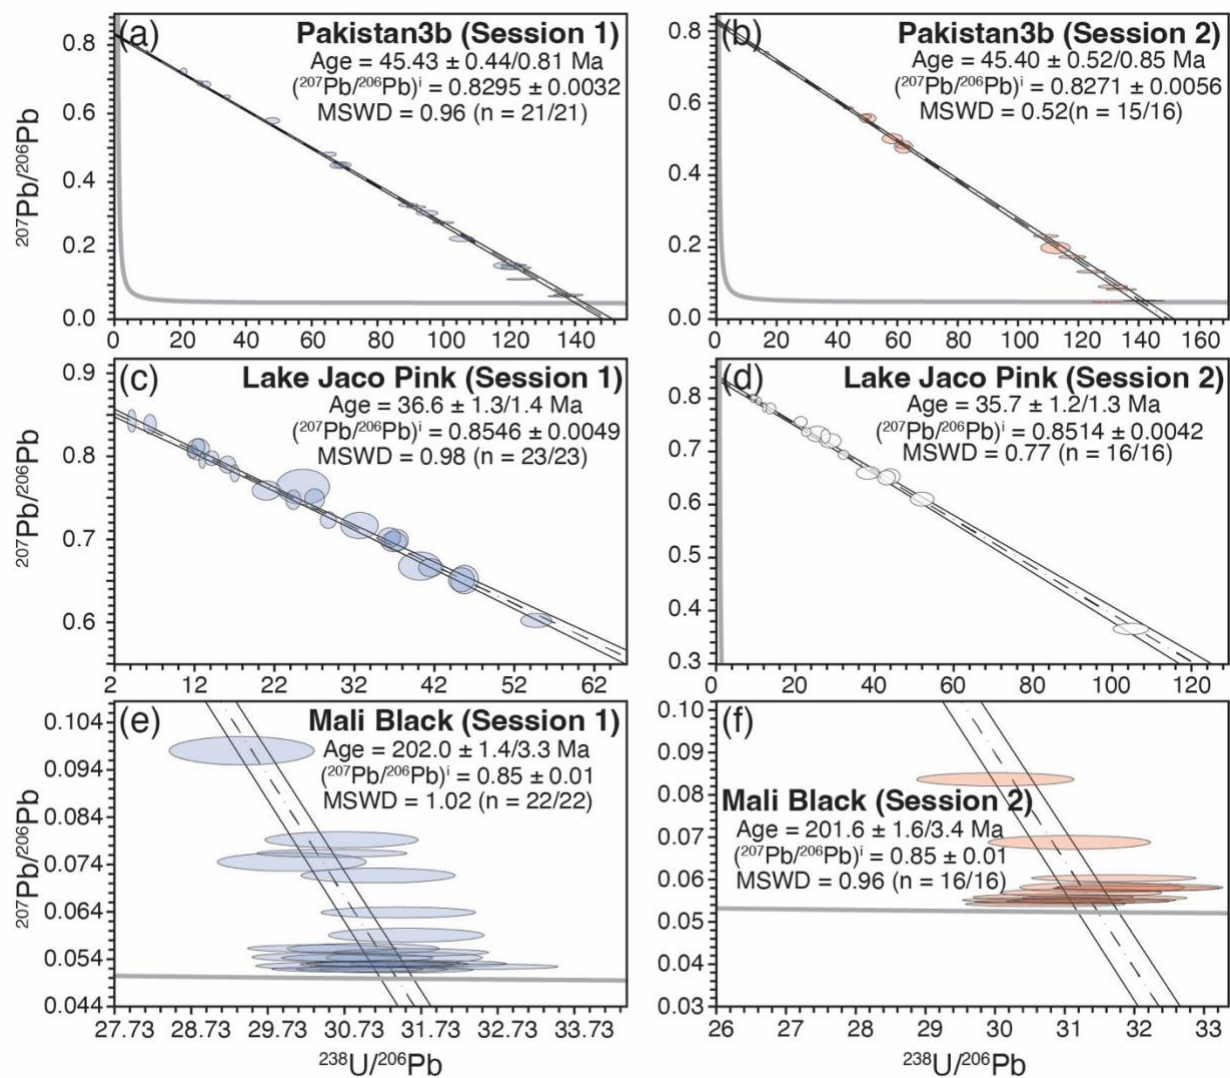 (a) Pakistan3b (Session 1)
Age = 45.43 ± 0.44/0.81 Ma
(²⁰⁷Pb/²⁰⁶Pb)ⁱ = 0.8295 ± 0.0032
MSWD = 0.96 (n = 21/21)
²⁰⁷Pb/²⁰⁶Pb
0.8
0.6
0.4
0.2
0.0
0 20 40 60 80 100 120 140
(b) Pakistan3b (Session 2)
Age = 45.40 ± 0.52/0.85 Ma
(²⁰⁷Pb/²⁰⁶Pb)ⁱ = 0.8271 ± 0.0056
MSWD = 0.52(n = 15/16)
0.8
0.6
0.4
0.2
0.0
0 20 40 60 80 100 120 140 160
(c) Lake Jaco Pink (Session 1)
Age = 36.6 ± 1.3/1.4 Ma
(²⁰⁷Pb/²⁰⁶Pb)ⁱ = 0.8546 ± 0.0049
MSWD = 0.98 (n = 23/23)
²⁰⁷Pb/²⁰⁶Pb
0.9
0.8
0.7
0.6
2 12 22 32 42 52 62
(d) Lake Jaco Pink (Session 2)
Age = 35.7 ± 1.2/1.3 Ma
(²⁰⁷Pb/²⁰⁶Pb)ⁱ = 0.8514 ± 0.0042
MSWD = 0.77 (n = 16/16)
0.8
0.7
0.6
0.5
0.4
0.3
0 20 40 60 80 100 120
(e) Mali Black (Session 1)
Age = 202.0 ± 1.4/3.3 Ma
(²⁰⁷Pb/²⁰⁶Pb)ⁱ = 0.85 ± 0.01
MSWD = 1.02 (n = 22/22)
²⁰⁷Pb/²⁰⁶Pb
0.104
0.094
0.084
0.074
0.064
0.054
0.044
27.73 28.73 29.73 30.73 31.73 32.73 33.73
²³⁸U/²⁰⁶Pb
(f)
Mali Black (Session 2)
Age = 201.6 ± 1.6/3.4 Ma
(²⁰⁷Pb/²⁰⁶Pb)ⁱ = 0.85 ± 0.01
MSWD = 0.96 (n = 16/16)
0.10
0.09
0.08
0.07
0.06
0.05
0.03
26 27 28 29 30 31 32 33
²³⁸U/²⁰⁶Pb